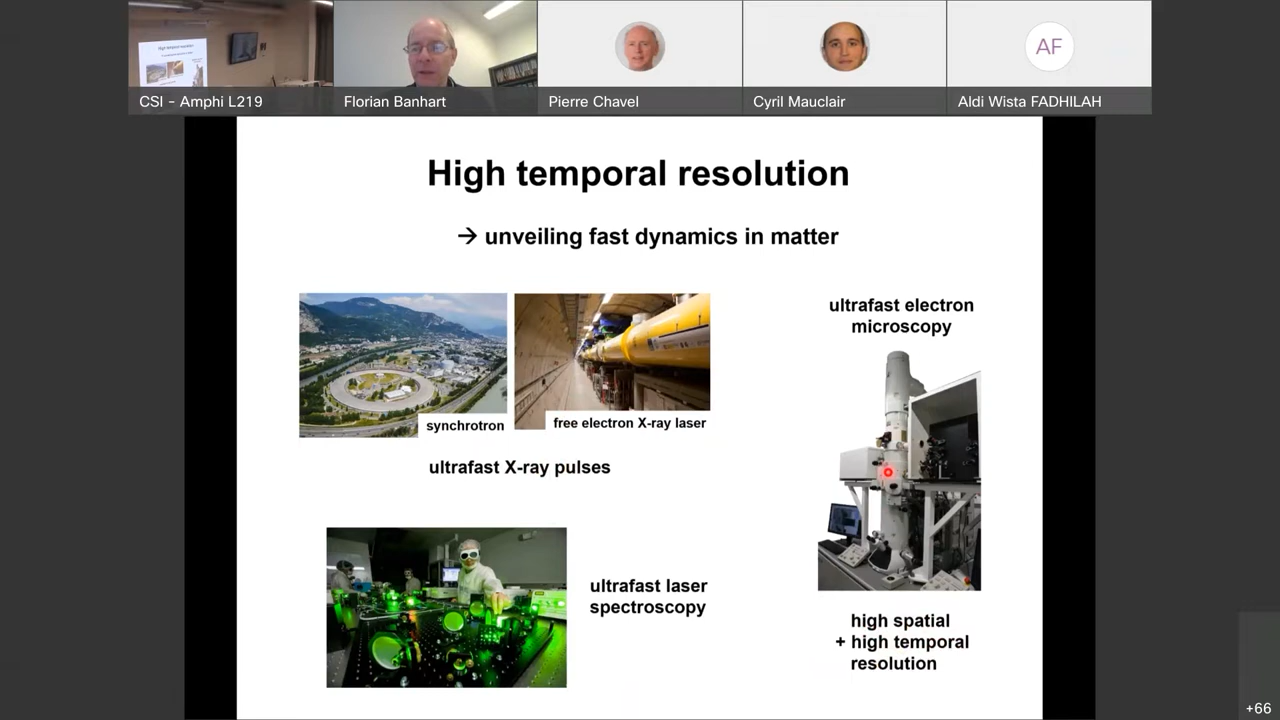 CSI - Amphi L219
Florian Banhart
Pierre Chavel
Cyril Mauclair
AF
Aldi Wista FADHILAH
High temporal resolution
→ unveiling fast dynamics in matter
synchrotron
free electron X-ray laser
ultrafast X-ray pulses
ultrafast electron
microscopy
ultrafast laser
spectroscopy
high spatial
+ high temporal
resolution
+66